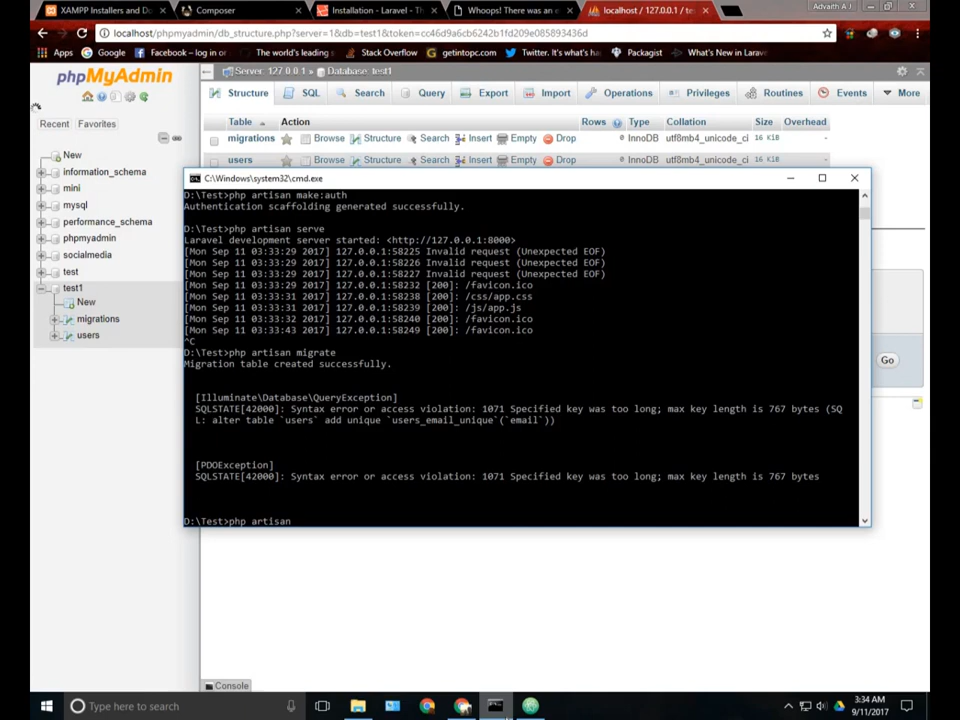 XAMPP Installers and Do
Composer
Installation - Laravel - Th
Whoops! There was an e
localhost / 127.0.0.1 / te
Advaith A J
localhost/phpmyadmin/db_structure.php?server=1&db=test1&token=cc46d9a6cb6242b1fd209e085893436d
Apps
Google
Facebook – log in or
The world's leading s
Stack Overflow
getintopc.com
Twitter. It's what's ha
Packagist
What's New in Larave
phpMyAdmin
Recent
Favorites
New
information_schema
mini
mysql
performance_schema
phpmyadmin
socialmedia
test
test1
New
migrations
users
Server: 127.0.0.1 » Database: test1
Structure
SQL
Search
Query
Export
Import
Operations
Privileges
Routines
Events
More
Table Action Rows Type Collation Size Overhead
migrations Browse Structure Search Insert Empty Drop 0 InnoDB utf8mb4_unicode_ci 16 KiB -
users Browse Structure Search Insert Empty Drop 0 InnoDB utf8mb4_unicode_ci 16 KiB -
C:\Windows\system32\cmd.exe
D:\Test>php artisan make:auth
Authentication scaffolding generated successfully.
D:\Test>php artisan serve
Laravel development server started: <http://127.0.0.1:8000>
[Mon Sep 11 03:33:29 2017] 127.0.0.1:58225 Invalid request (Unexpected EOF)
[Mon Sep 11 03:33:29 2017] 127.0.0.1:58226 Invalid request (Unexpected EOF)
[Mon Sep 11 03:33:29 2017] 127.0.0.1:58227 Invalid request (Unexpected EOF)
[Mon Sep 11 03:33:29 2017] 127.0.0.1:58232 [200]: /favicon.ico
[Mon Sep 11 03:33:31 2017] 127.0.0.1:58238 [200]: /css/app.css
[Mon Sep 11 03:33:31 2017] 127.0.0.1:58239 [200]: /js/app.js
[Mon Sep 11 03:33:32 2017] 127.0.0.1:58240 [200]: /favicon.ico
[Mon Sep 11 03:33:43 2017] 127.0.0.1:58249 [200]: /favicon.ico
^C
D:\Test>php artisan migrate
Migration table created successfully.
[Illuminate\Database\QueryException]
SQLSTATE[42000]: Syntax error or access violation: 1071 Specified key was too long; max key length is 767 bytes (SQ
L: alter table `users` add unique `users_email_unique`(`email`))
[PDOException]
SQLSTATE[42000]: Syntax error or access violation: 1071 Specified key was too long; max key length is 767 bytes
D:\Test>php artisan
Go
Console
Type here to search
3:34 AM
9/11/2017